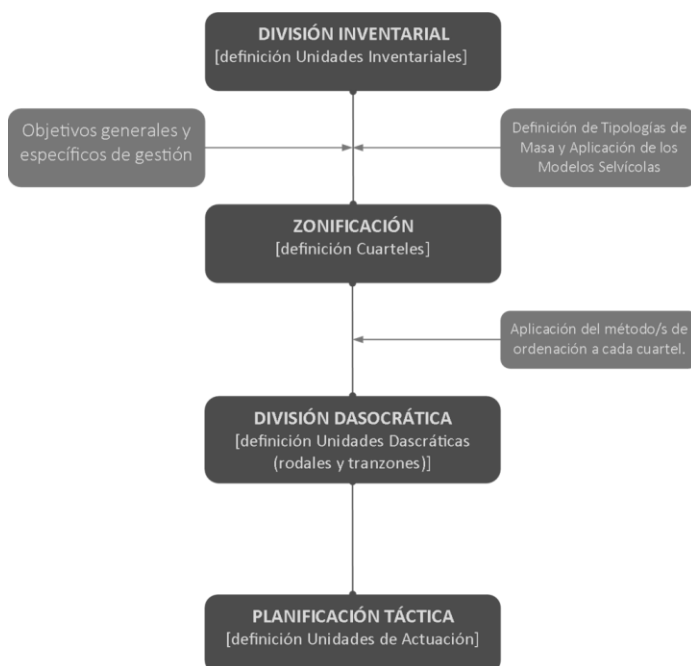 DIVISIÓN INVENTARIAL
[definición Unidades Inventariales]
Objetivos generales y
específicos de gestión
Definición de Tipologías de
Masa y Aplicación de los
Modelos Selvícolas
ZONIFICACIÓN
[definición Cuarteles]
Aplicación del método/s de
ordenación a cada cuartel.
DIVISIÓN DASOCRÁTICA
[definición Unidades Dascráticas
(rodales y tranzones)]
PLANIFICACIÓN TÁCTICA
[definición Unidades de Actuación]